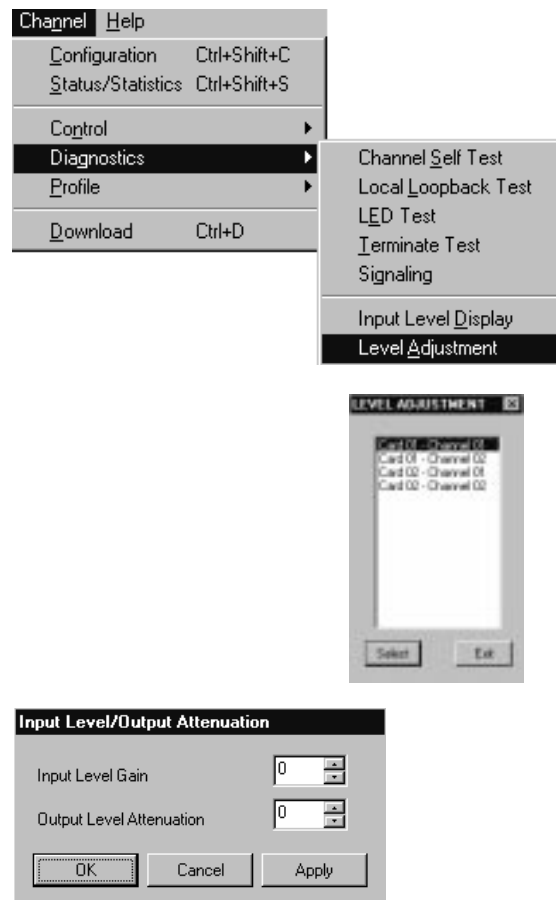 Channel Help
Configuration Ctrl+Shift+C
Status/Statistics Ctrl+Shift+S
Control
Diagnostics
Profile
Download Ctrl+D
Channel Self Test
Local Loopback Test
LED Test
Terminate Test
Signaling
Input Level Display
Level Adjustment
LEVEL ADJUSTMENT
Card 01 - Channel 01
Card 01 - Channel 02
Card 02 - Channel 01
Card 02 - Channel 02
Select Exit
Input Level/Output Attenuation
Input Level Gain 0
Output Level Attenuation 0
OK Cancel Apply